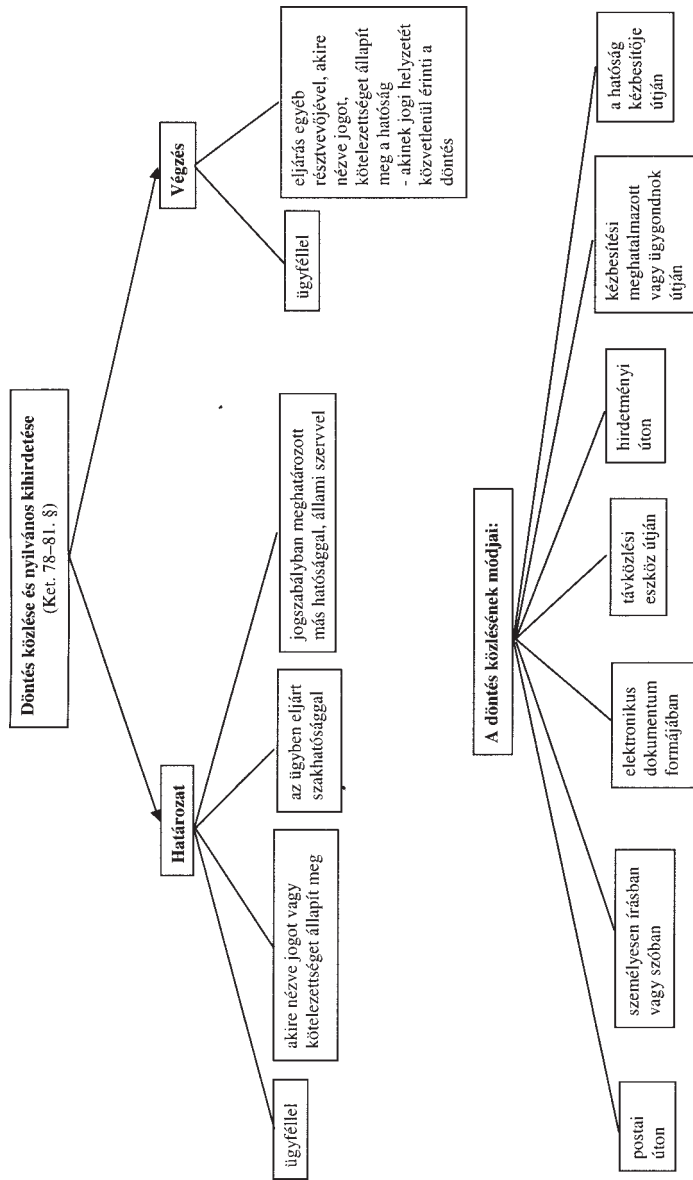 Döntés közlése és nyilvános kihirdetése
(Ket. 78–81. §)
Határozat
Végzés
ügyféllel
akire nézve jogot vagy
kötelezettséget állapít meg
az ügyben eljárt
szakhatósággal
jogszabályban meghatározott
más hatósággal, állami szervvel
ügyféllel
eljárás egyéb
résztvevőjével, akire
nézve jogot,
kötelezettséget állapít
meg a hatóság
- akinek jogi helyzetét
közvetlenül érinti a
döntés
A döntés közlésének módjai:
postai
úton
személyesen írásban
vagy szóban
elektronikus
dokumentum
formájában
távközlési
eszköz útján
hirdetményi
úton
kézbesítési
meghatalmazott
vagy ügygondnok
útján
a hatóság
kézbesítője
útján